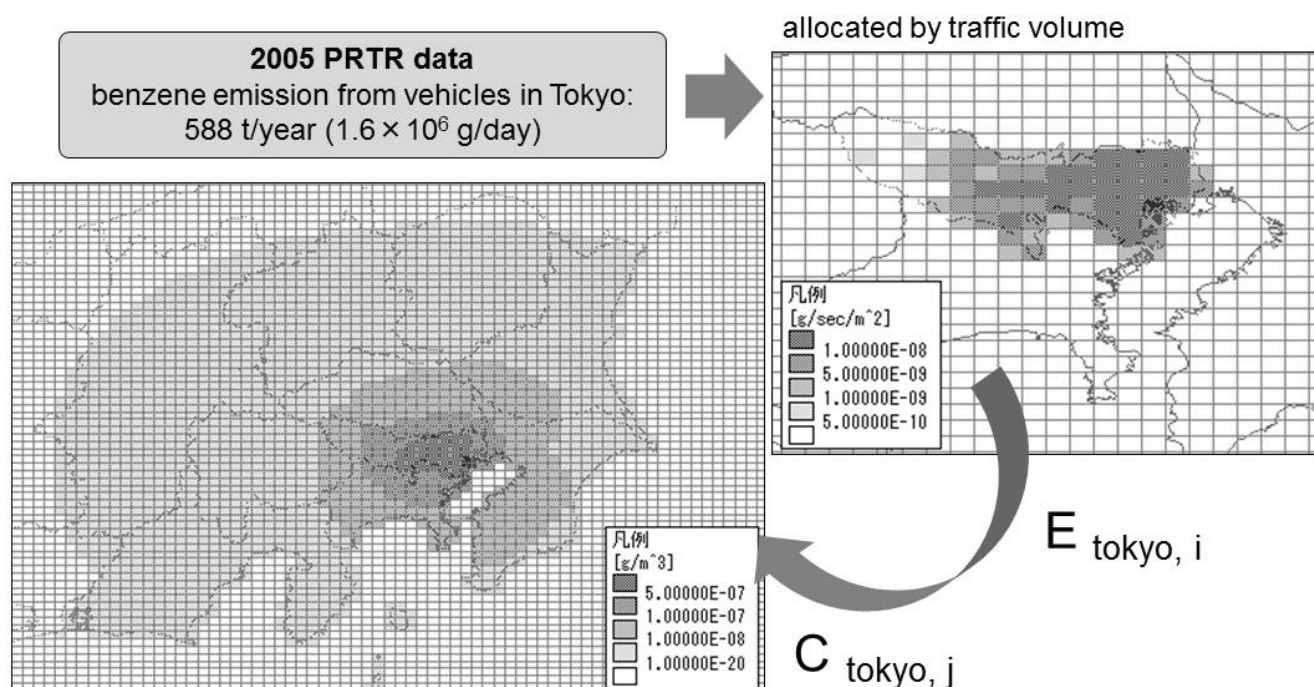 2005 PRTR data
benzene emission from vehicles in Tokyo:
588 t/year (1.6 × 10⁶ g/day)
allocated by traffic volume
凡例
[g/sec/m^2]
1.00000E-08
5.00000E-09
1.00000E-09
5.00000E-10
E tokyo, i
凡例
[g/m^3]
5.00000E-07
1.00000E-07
1.00000E-08
1.00000E-20
C tokyo, j